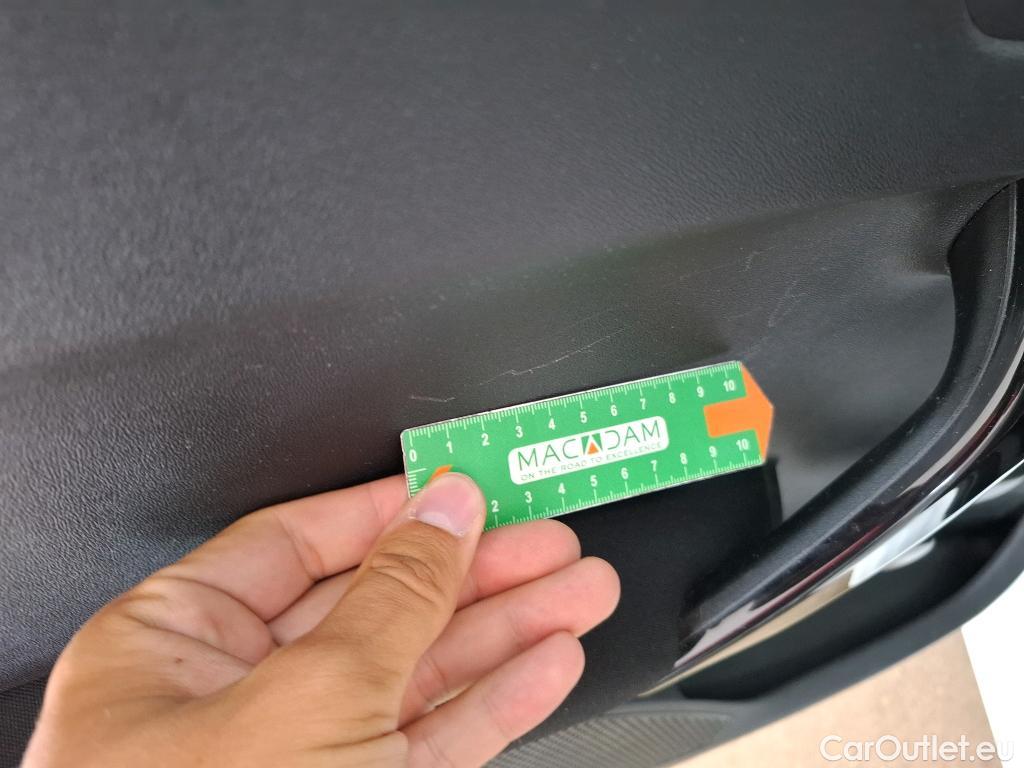 0 1 2 3 4 5 6 7 8 9 10
MACADAM
ON THE ROAD TO EXCELLENCE
2 3 4 5 6 7 8 9 10
CarOutlet.eu